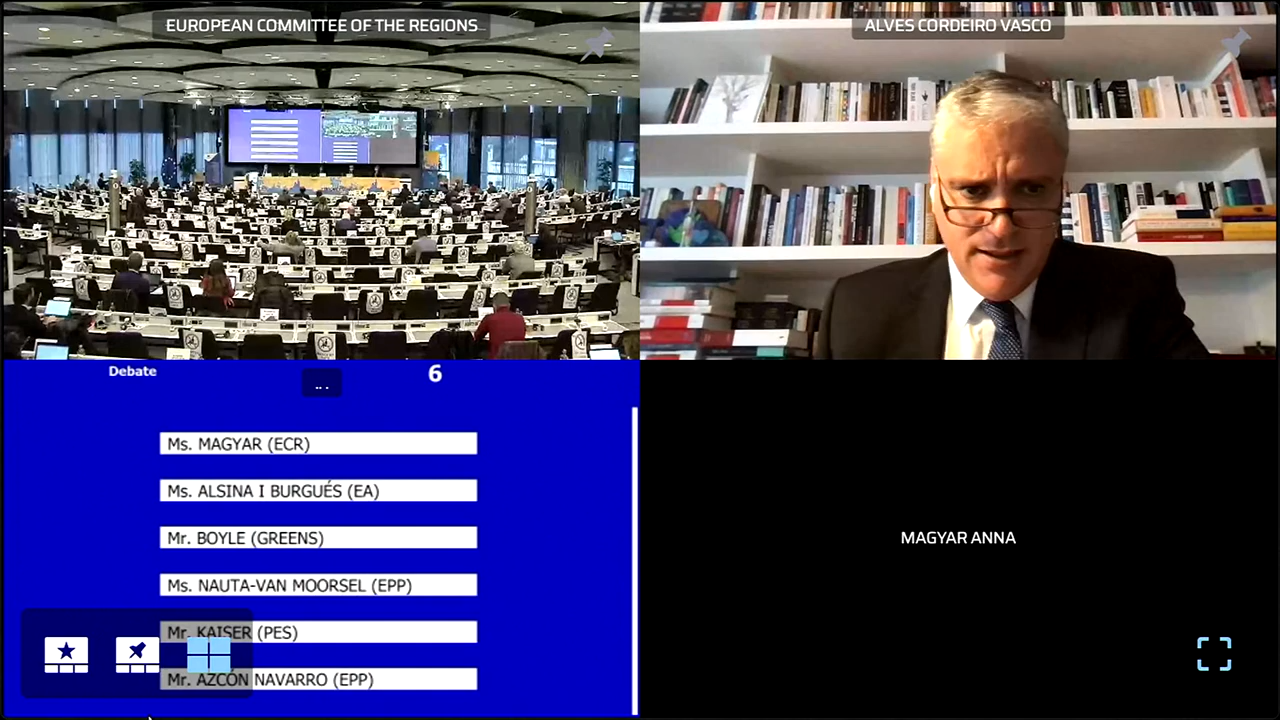 EUROPEAN COMMITTEE OF THE REGIONS
ALVES CORDEIRO VASCO
Debate
...
6
Ms. MAGYAR (ECR)
Ms. ALSINA I BURGUÉS (EA)
Mr. BOYLE (GREENS)
Ms. NAUTA-VAN MOORSEL (EPP)
Mr. KAISER (PES)
Mr. AZCÓN NAVARRO (EPP)
MAGYAR ANNA